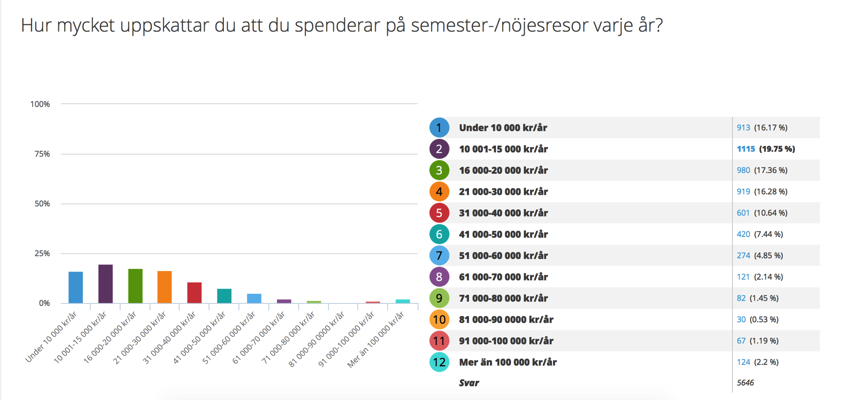 Hur mycket uppskattar du att du spenderar på semester-/nöjesresor varje år?
100%
75%
50%
25%
0%
Under 10 000 kr/år
10 001-15 000 kr/år
16 000-20 000 kr/år
21 000-30 000 kr/år
31 000-40 000 kr/år
41 000-50 000 kr/år
51 000-60 000 kr/år
61 000-70 000 kr/år
71 000-80 000 kr/år
81 000-90 0000 kr/år
91 000-100 000 kr/år
Mer än 100 000 kr/år
1 Under 10 000 kr/år 913 (16.17 %)
2 10 001-15 000 kr/år 1115 (19.75 %)
3 16 000-20 000 kr/år 980 (17.36 %)
4 21 000-30 000 kr/år 919 (16.28 %)
5 31 000-40 000 kr/år 601 (10.64 %)
6 41 000-50 000 kr/år 420 (7.44 %)
7 51 000-60 000 kr/år 274 (4.85 %)
8 61 000-70 000 kr/år 121 (2.14 %)
9 71 000-80 000 kr/år 82 (1.45 %)
10 81 000-90 0000 kr/år 30 (0.53 %)
11 91 000-100 000 kr/år 67 (1.19 %)
12 Mer än 100 000 kr/år 124 (2.2 %)
Svar 5646